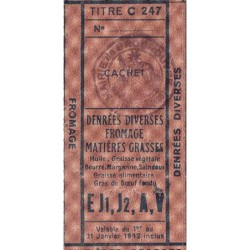 TITRE C 247
N°
CACHET
DENRÉES DIVERSES
FROMAGE
MATIÈRES GRASSES
Huile, Graisse végétale
Beurre, Margarine, Saindoux
Graisse alimentaire
Gras de Bœuf fondu
E J1, J2, A, V
Valable du 1er au
31 Janvier 1942 inclus
FROMAGE
DENRÉES DIVERSES